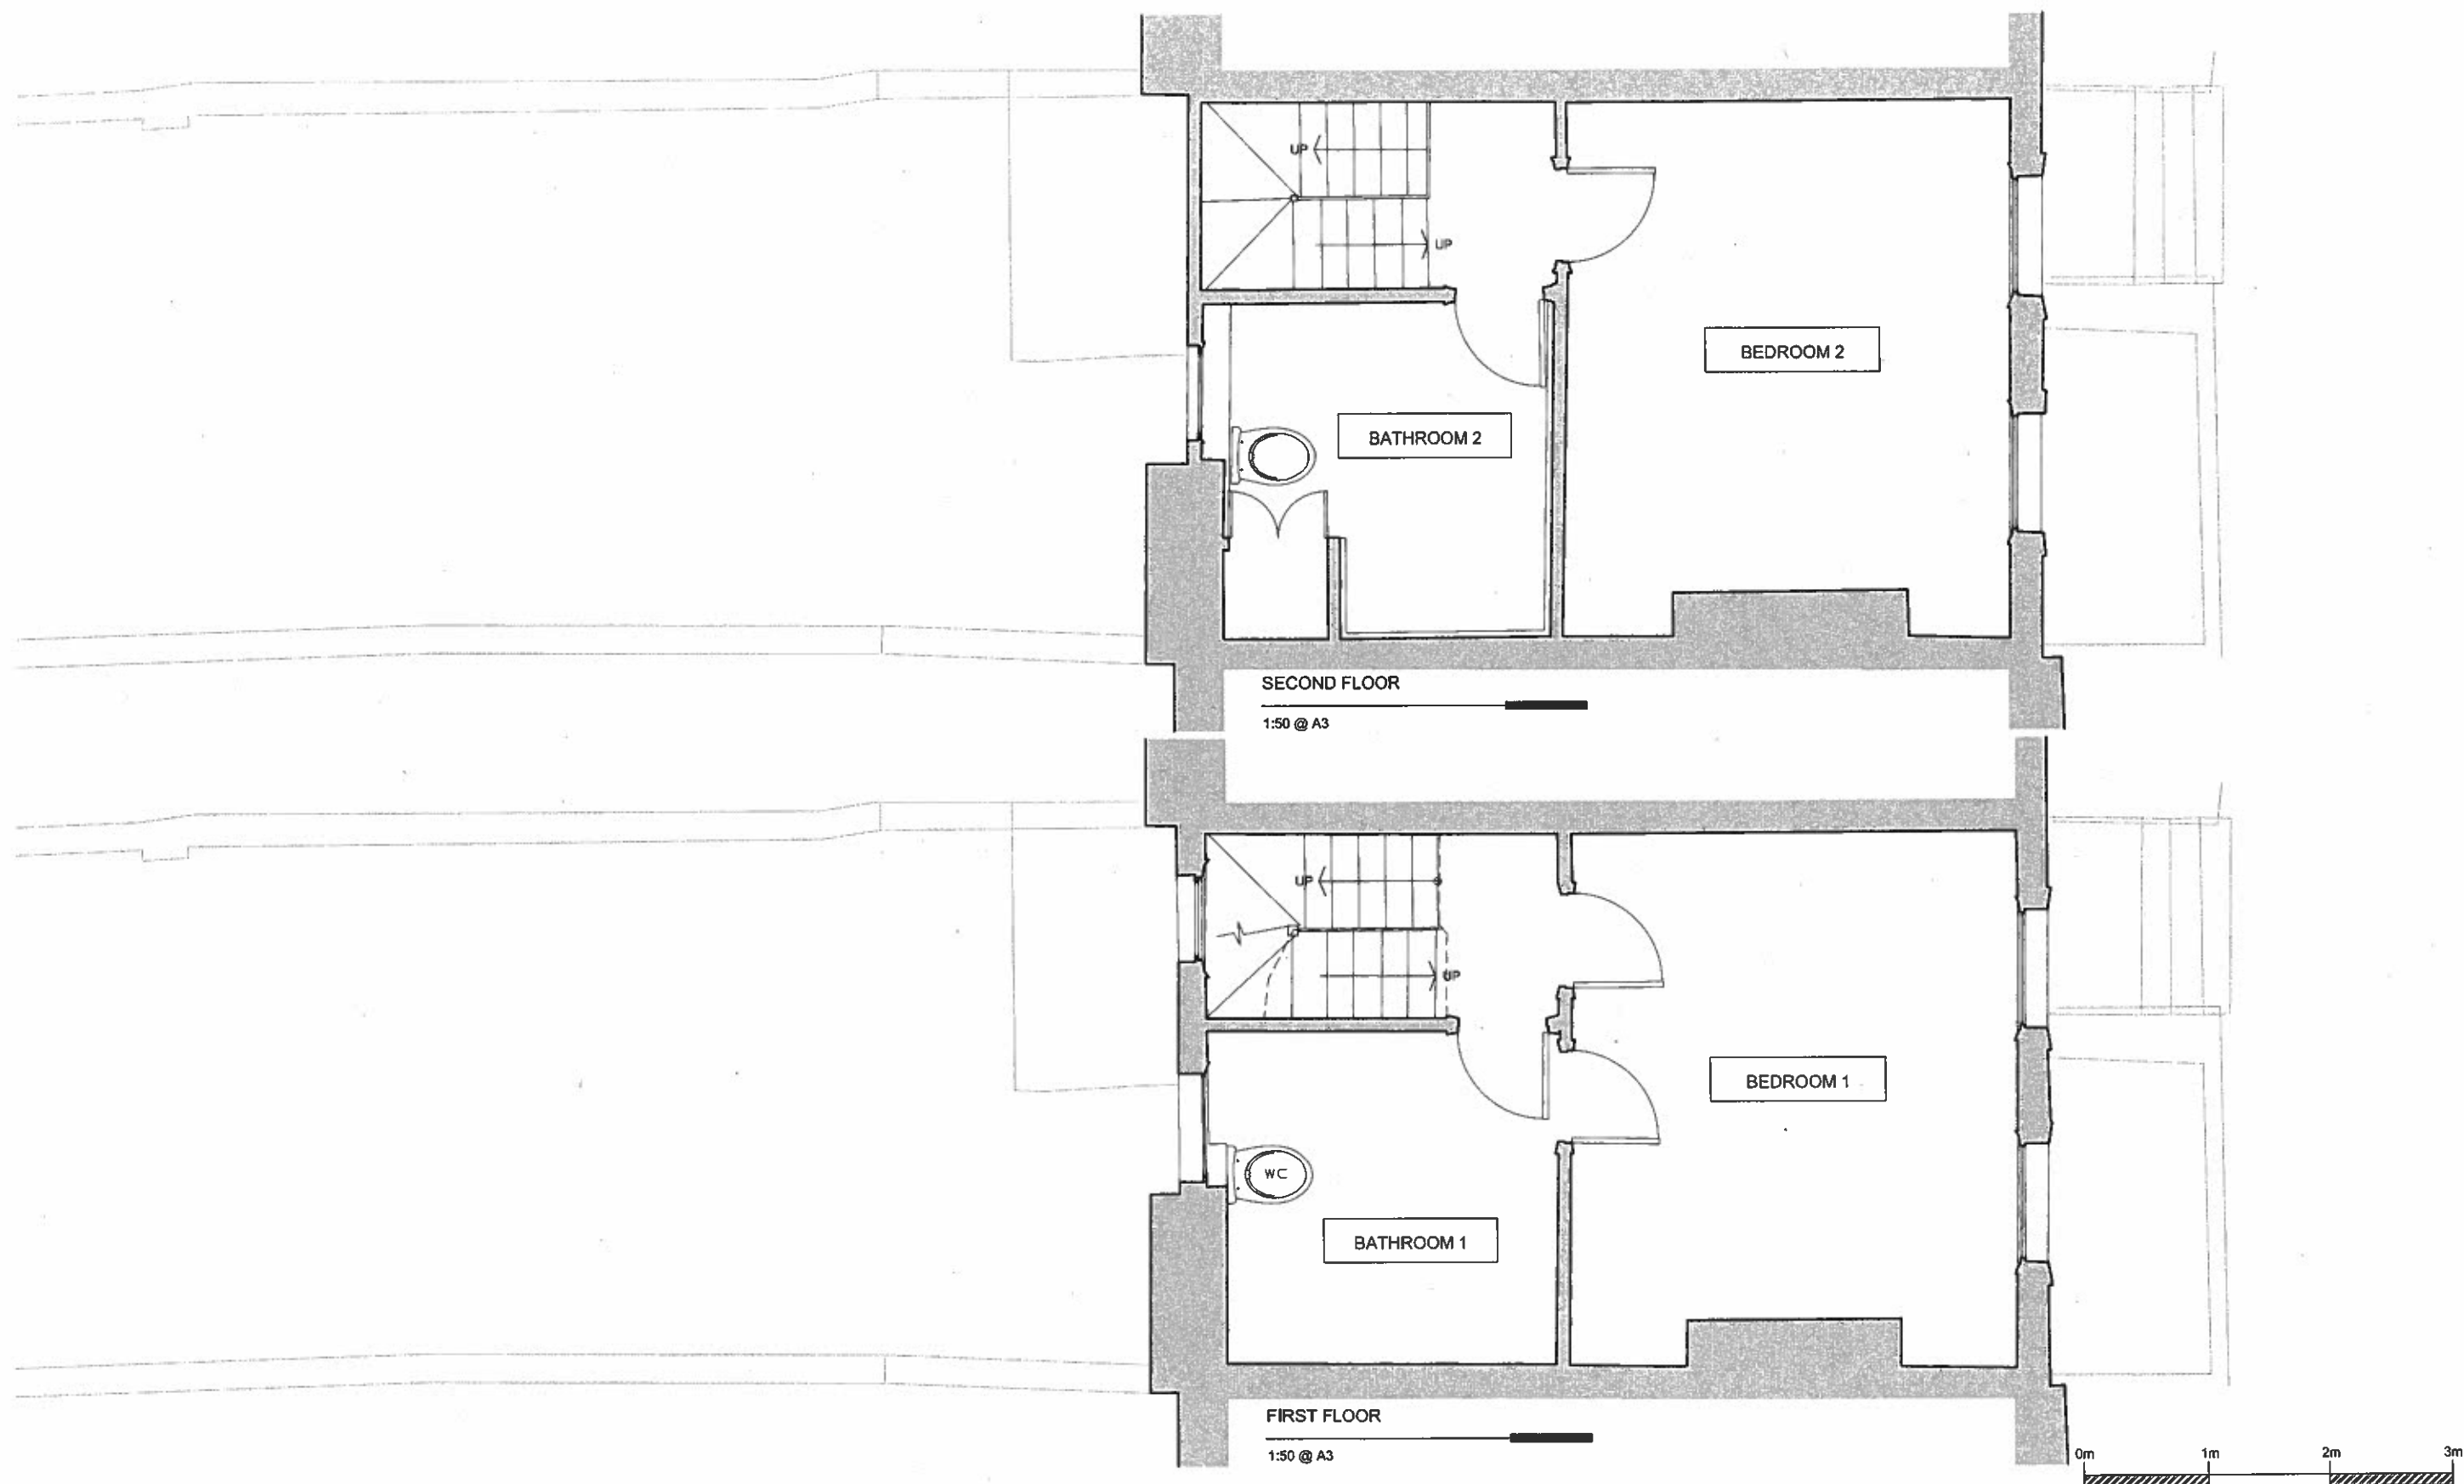 UP
UP
BEDROOM 2
BATHROOM 2
SECOND FLOOR
1:50 @ A3
UP
UP
BEDROOM 1
WC
BATHROOM 1
FIRST FLOOR
1:50 @ A3
0m 1m 2m 3m